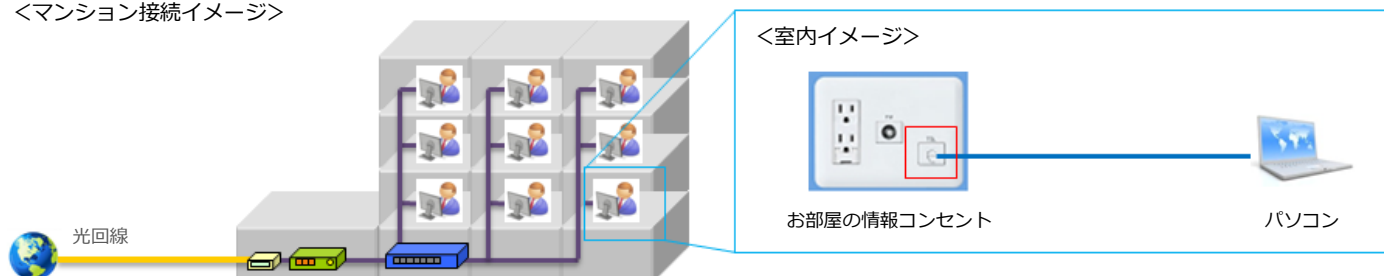 ＜マンション接続イメージ＞
＜室内イメージ＞
お部屋の情報コンセント
パソコン
光回線